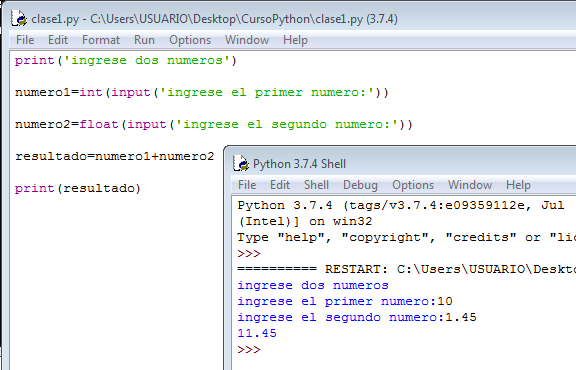 clase1.py - C:\Users\USUARIO\Desktop\CursoPython\clase1.py (3.7.4)
File Edit Format Run Options Window Help
print('ingrese dos numeros')
numero1=int(input('ingrese el primer numero:'))
numero2=float(input('ingrese el segundo numero:'))
resultado=numero1+numero2
print(resultado)
Python 3.7.4 Shell
File Edit Shell Debug Options Window Help
Python 3.7.4 (tags/v3.7.4:e09359112e, Jul
(Intel)] on win32
Type "help", "copyright", "credits" or "lic
>>>
========== RESTART: C:\Users\USUARIO\Deskto
ingrese dos numeros
ingrese el primer numero:10
ingrese el segundo numero:1.45
11.45
>>>